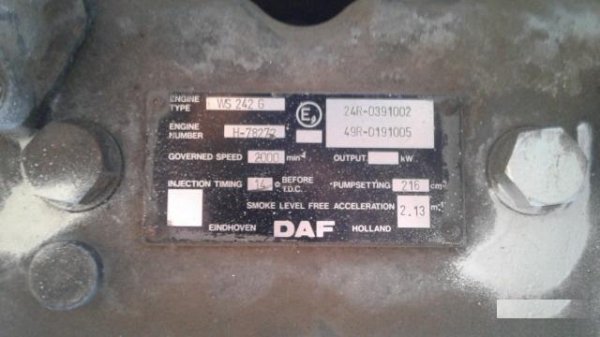 ENGINE TYPE WS 242 G
ENGINE NUMBER H-78272
E 24R-0391002
49R-0191005
GOVERNED SPEED 2000 min⁻¹ OUTPUT kW
INJECTION TIMING 14 ° BEFORE T.D.C. PUMPSETTING 216 cm
SMOKE LEVEL FREE ACCELERATION 2.13 m⁻¹
EINDHOVEN DAF HOLLAND